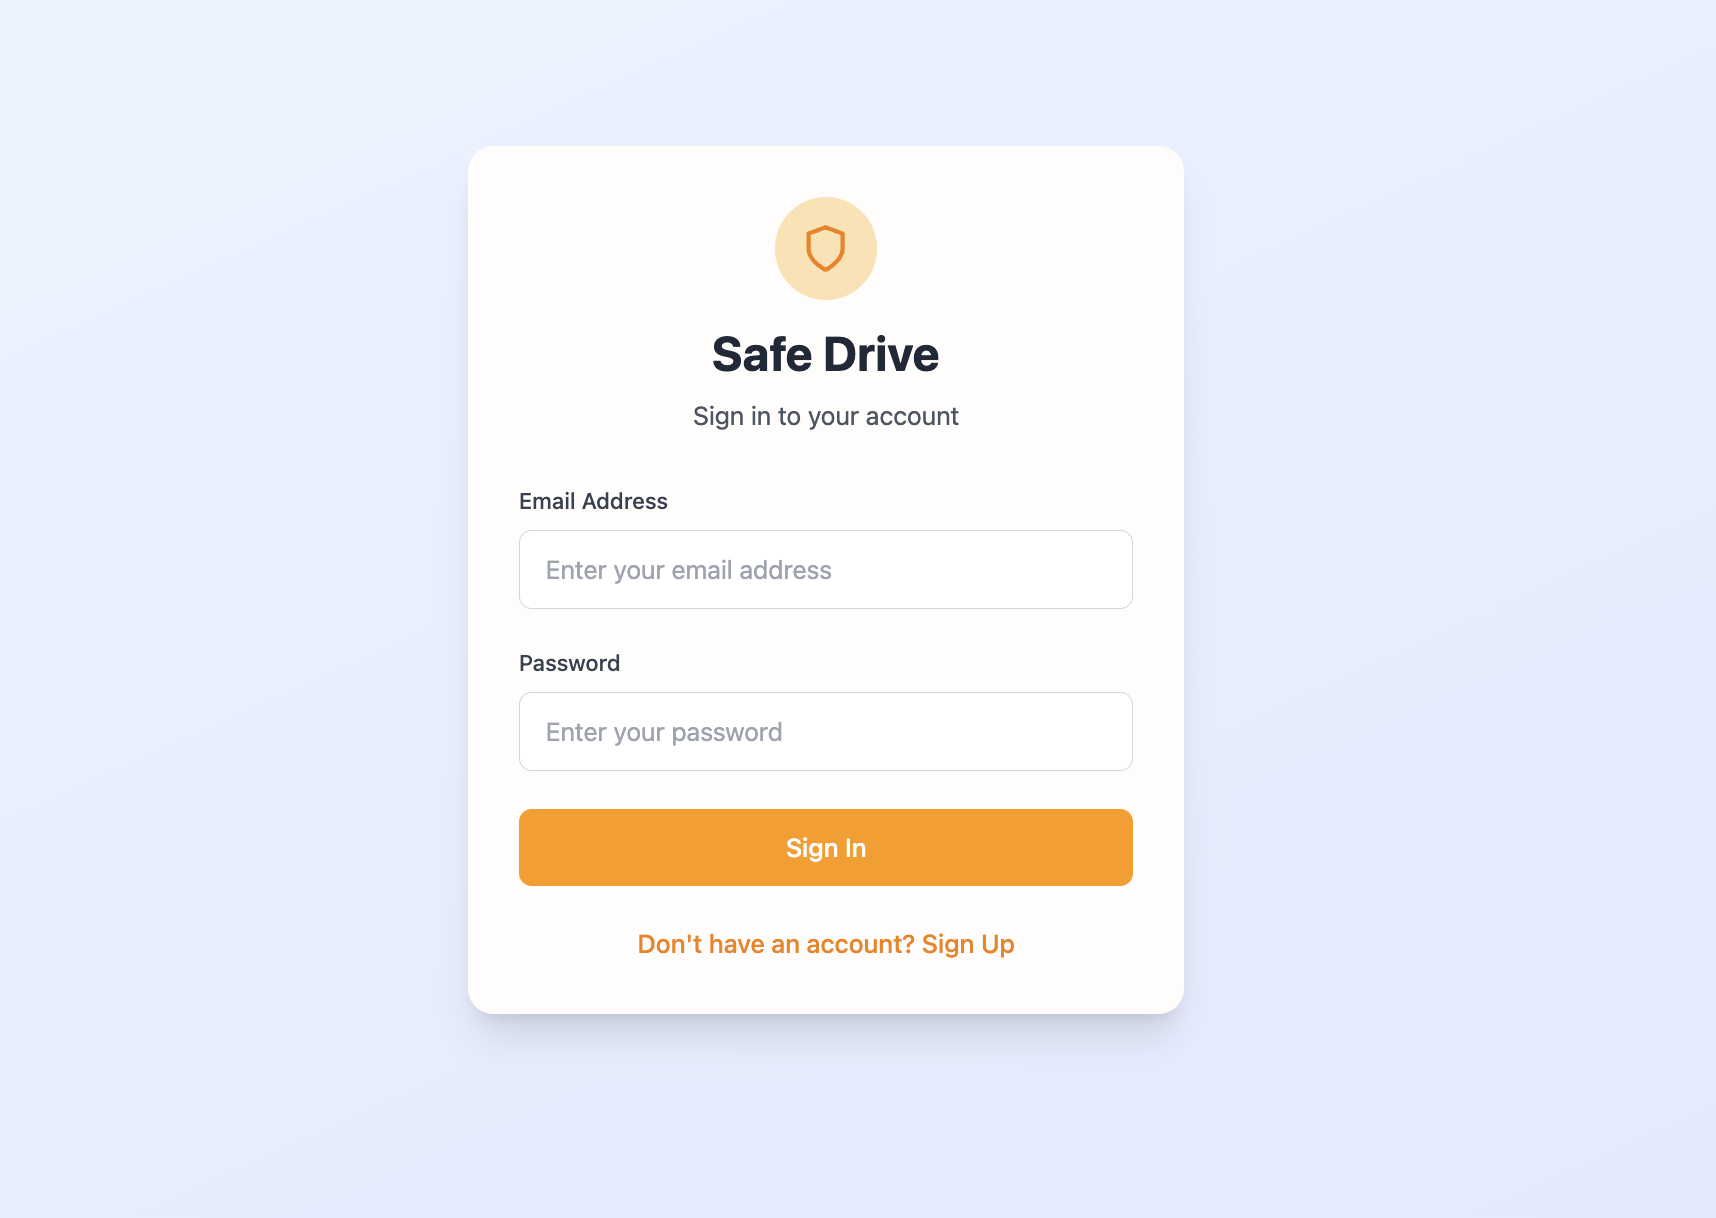 Safe Drive
Sign in to your account
Email Address
Enter your email address
Password
Enter your password
Sign In
Don't have an account? Sign Up